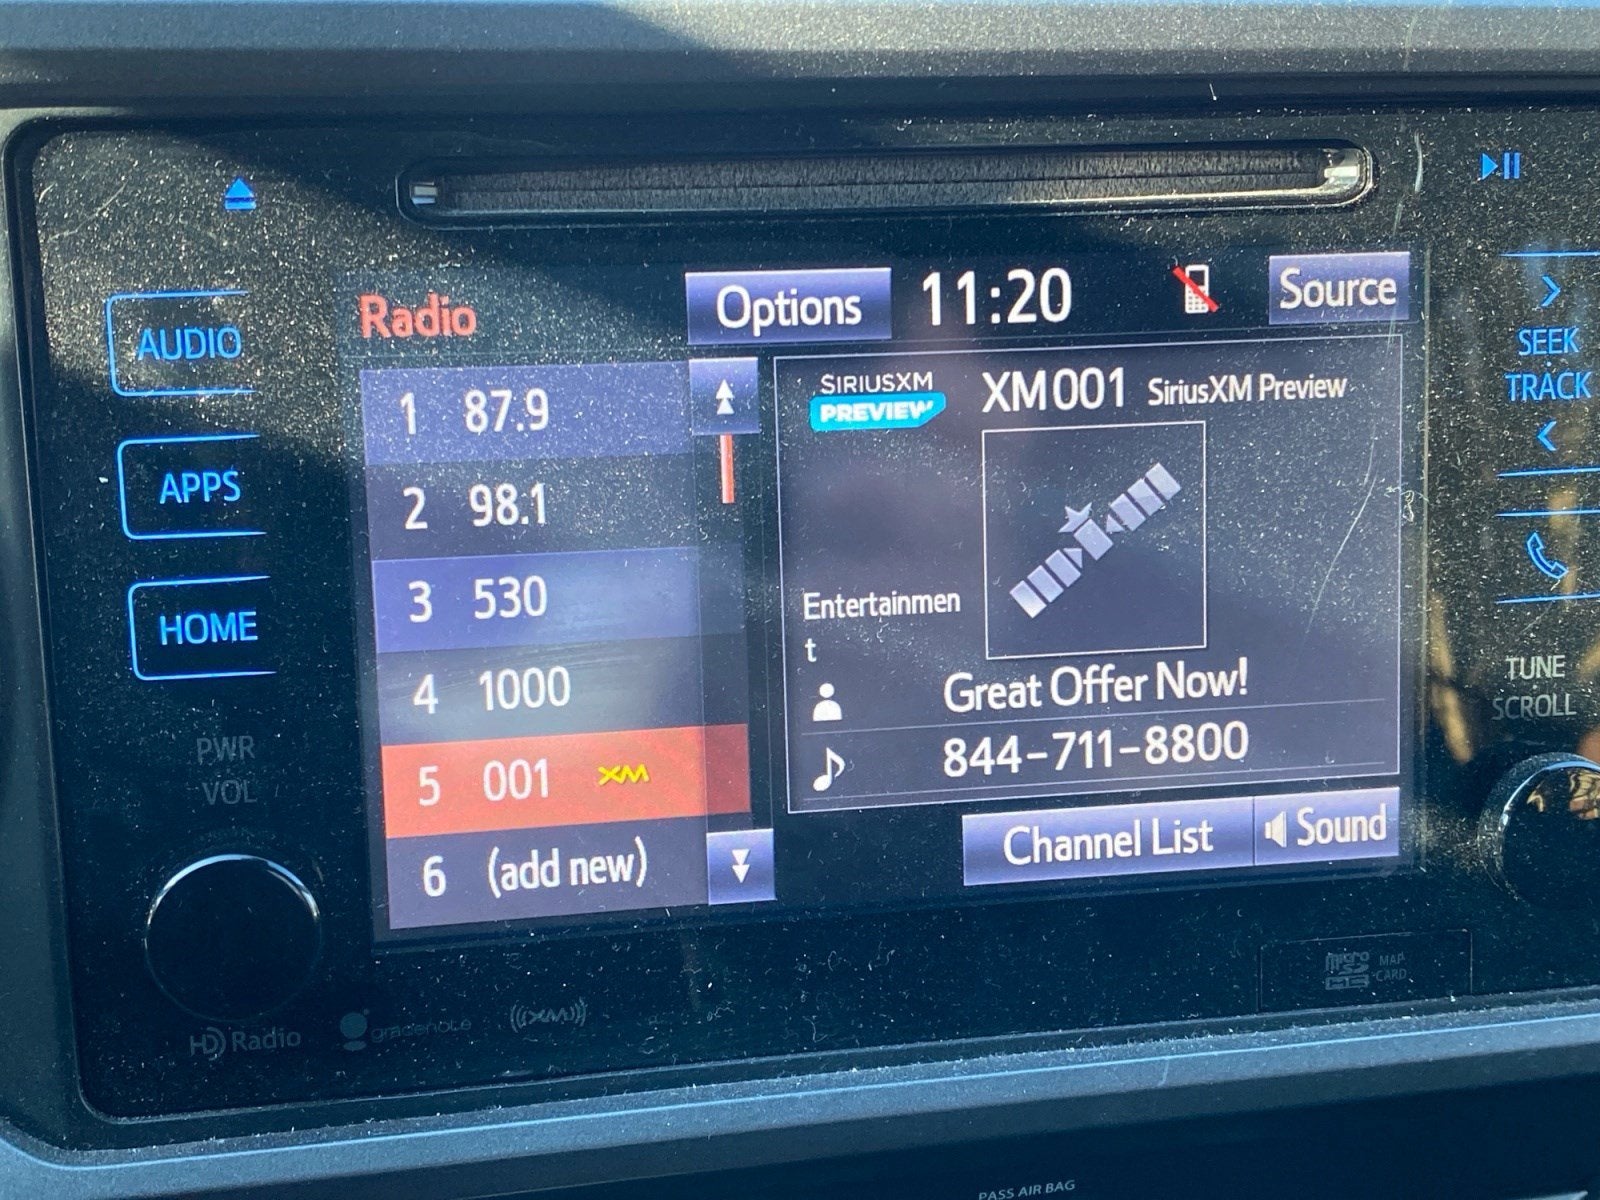 AUDIO
APPS
HOME
PWR
VOL
Radio
Options
11:20
Source
1 87.9
2 98.1
3 530
4 1000
5 001 XM
6 (add new)
SIRIUSXM
PREVIEW
XM001 SiriusXM Preview
Entertainmen
t
Great Offer Now!
844-711-8800
Channel List
Sound
SEEK
TRACK
TUNE
SCROLL
HD Radio
gracenote
((XM))
micro
SD
HC
MAP
CARD
PASS AIR BAG